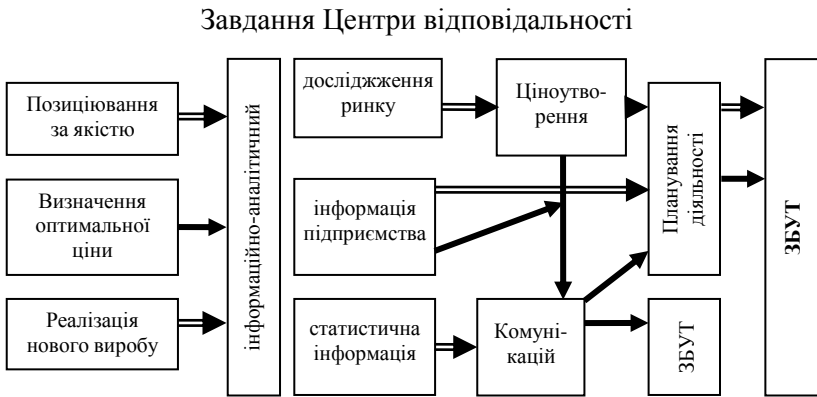 Завдання Центри відповідальності
Позиціювання
за якістю
Визначення
оптимальної
ціни
Реалізація
нового виробу
інформаційно-аналітичний
досліджження
ринку
інформація
підприємства
статистична
інформація
Ціноутво-
рення
Комуні-
кацій
Планування
діяльності
ЗБУТ
ЗБУТ